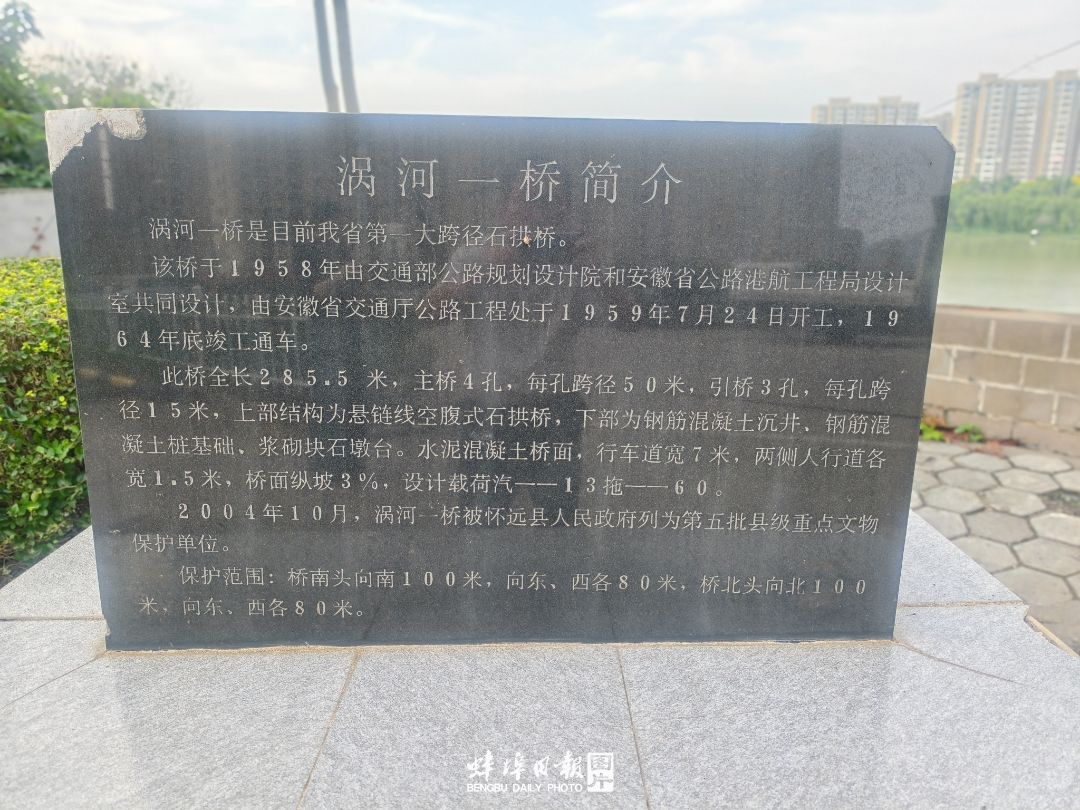 涡河一桥简介
涡河一桥是目前我省第一大跨径石拱桥。
该桥于1958年由交通部公路规划设计院和安徽省公路港航工程局设计
室共同设计，由安徽省交通厅公路工程处于1959年7月24日开工，19
64年底竣工通车。
此桥全长285.5米，主桥4孔，每孔跨径50米，引桥3孔，每孔跨
径15米，上部结构为悬链线空腹式石拱桥，下部为钢筋混凝土沉井、钢筋混
凝土桩基础、浆砌块石墩台。水泥混凝土桥面，行车道宽7米，两侧人行道各
宽1.5米，桥面纵坡3%，设计载荷汽——13拖——60。
2004年10月，涡河一桥被怀远县人民政府列为第五批县级重点文物
保护单位。
保护范围：桥南头向南100米，向东、西各80米，桥北头向北100
米，向东、西各80米。
蚌埠日报
BENGBU DAILY PHOTO